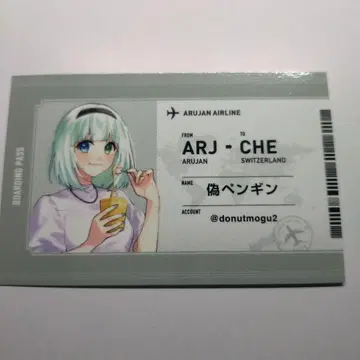 BOARDING PASS
ARUJAN AIRLINE
FROM TO
ARJ - CHE
ARUJAN SWITZERLAND
NAME
偽ペンギン
ACCOUNT
@donutmogu2